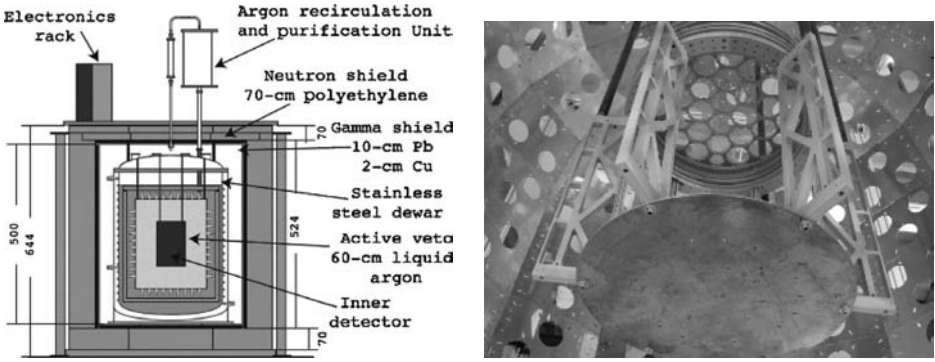 Electronics
rack
Argon recirculation
and purification Unit
Neutron shield
70-cm polyethylene
70
Gamma shield
10-cm Pb
2-cm Cu
Stainless
steel dewar
500
644
524
Active veto
60-cm liquid
argon
Inner
detector
70